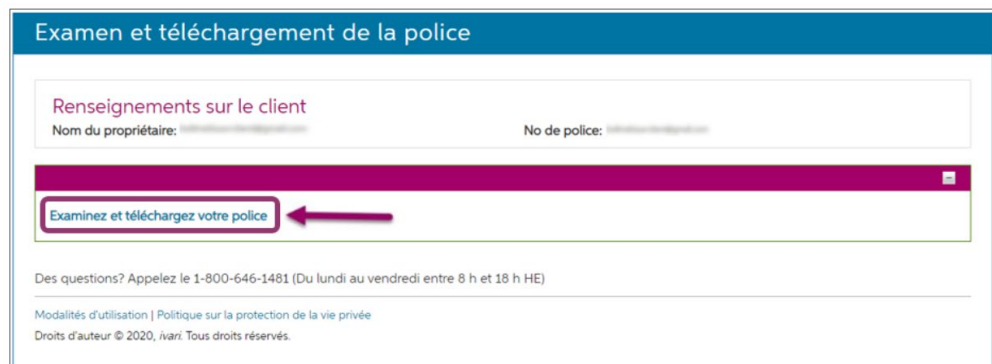 Examen et téléchargement de la police
Renseignements sur le client
Nom du propriétaire:
No de police:
Examinez et téléchargez votre police
Des questions? Appelez le 1-800-646-1481 (Du lundi au vendredi entre 8 h et 18 h HE)
Modalités d'utilisation | Politique sur la protection de la vie privée
Droits d'auteur © 2020, ivari. Tous droits réservés.